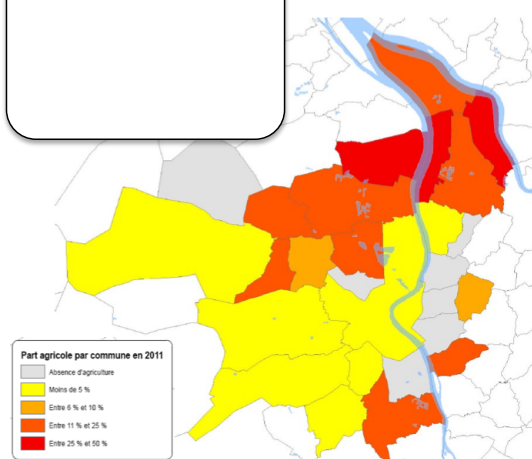 Part agricole par commune en 2011
Absence d'agriculture
Moins de 5 %
Entre 6 % et 10 %
Entre 11 % et 25 %
Entre 25 % et 50 %